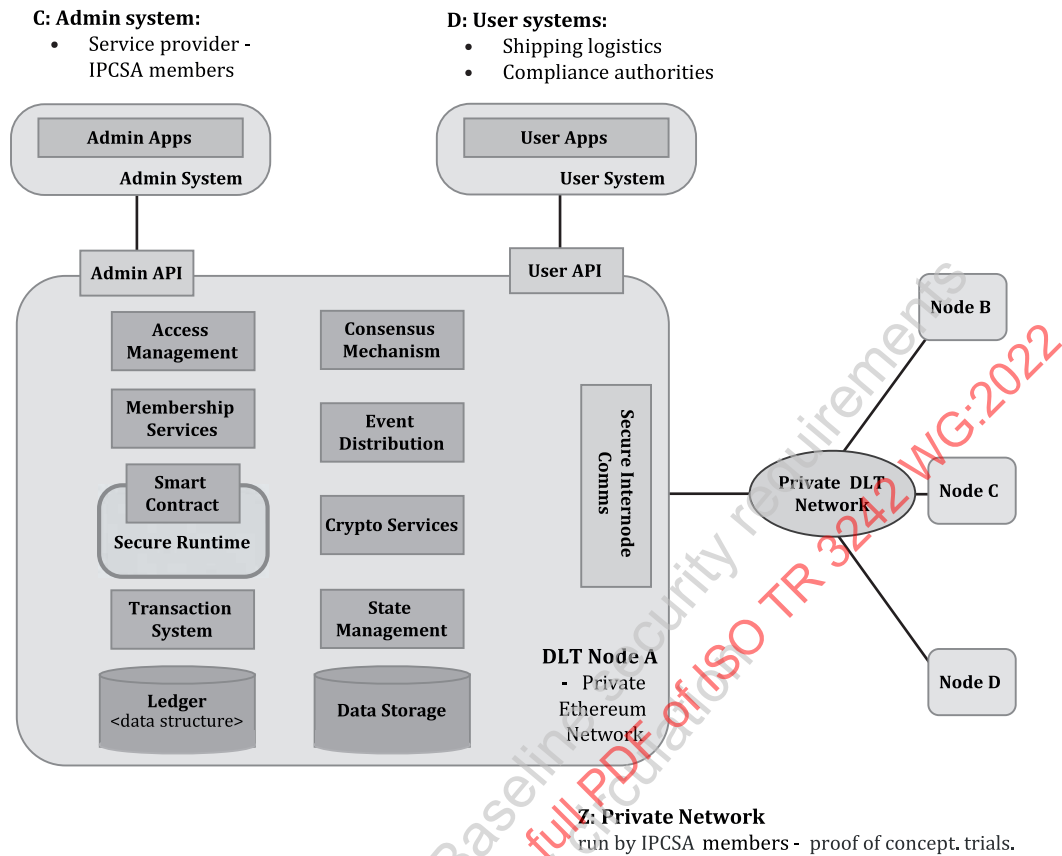 C: Admin system:
• Service provider -
IPCSA members
D: User systems:
• Shipping logistics
• Compliance authorities
Admin Apps
Admin System
User Apps
User System
Admin API
User API
Access
Management
Consensus
Mechanism
Membership
Services
Event
Distribution
Smart
Contract
Secure Runtime
Crypto Services
Transaction
System
State
Management
Ledger
<data structure>
Data Storage
Secure Internode
Comms
DLT Node A
- Private
Ethereum
Network
Private DLT
Network
Node B
Node C
Node D
Z: Private Network
run by IPCSA members - proof of concept. trials.
Baseline security requirements
circulation
full PDF of ISO TR 3242 WG:2022